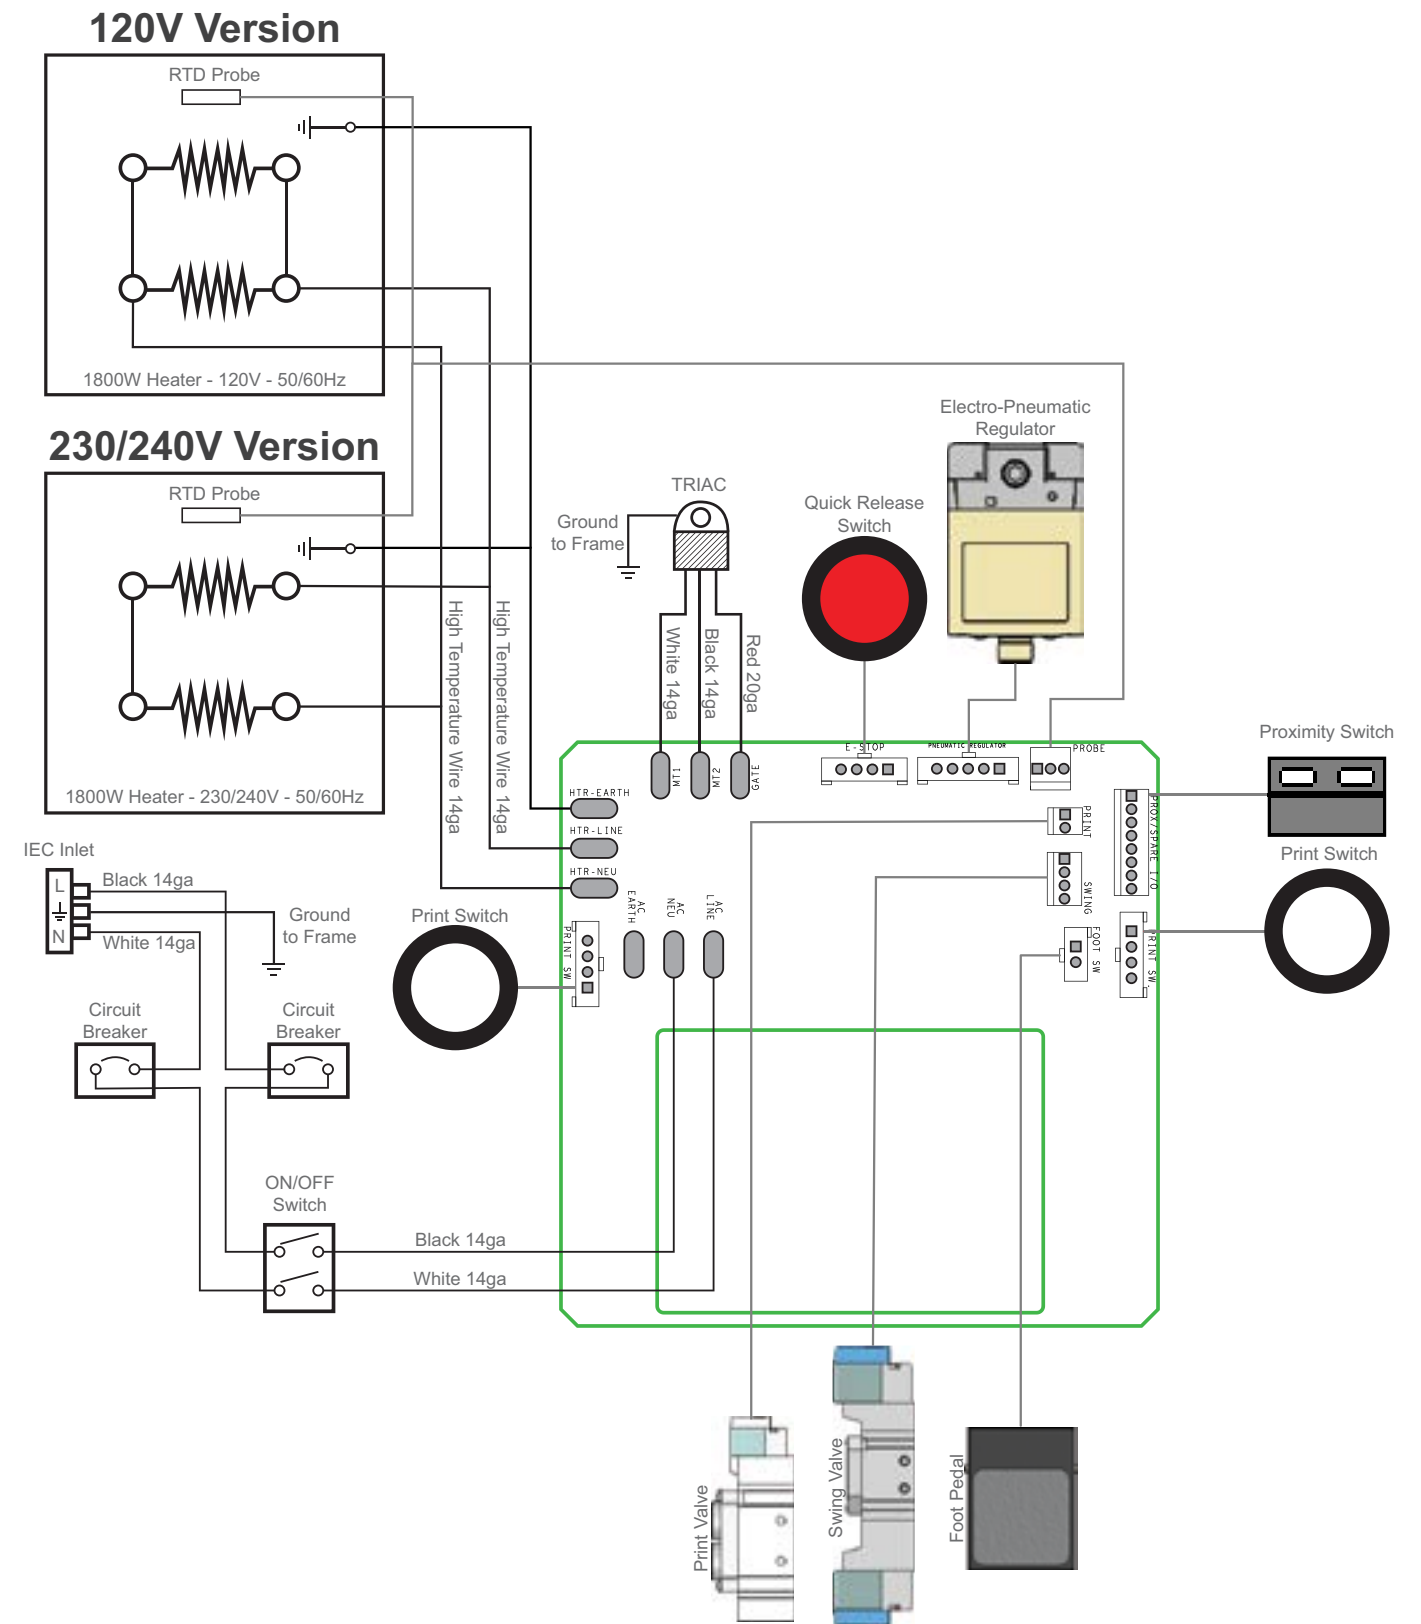 120V Version
RTD Probe
1800W Heater - 120V - 50/60Hz
230/240V Version
RTD Probe
1800W Heater - 230/240V - 50/60Hz
High Temperature Wire 14ga
High Temperature Wire 14ga
TRIAC
Ground
to Frame
White 14ga
Black 14ga
Red 20ga
Quick Release
Switch
Electro-Pneumatic
Regulator
Proximity Switch
Print Switch
MT1
MT2
GATE
E-STOP
PNEUMATIC REGULATOR
PROBE
HTR-EARTH
HTR-LINE
HTR-NEU
PRINT
SWING
PROX/SPARE I/O
FOOT SW
PRINT SW.
AC
EARTH
AC
NEU
AC
LINE
PRINT SW
Print Switch
IEC Inlet
L
N
Black 14ga
White 14ga
Ground
to Frame
Circuit
Breaker
Circuit
Breaker
ON/OFF
Switch
Black 14ga
White 14ga
Print Valve
Swing Valve
Foot Pedal